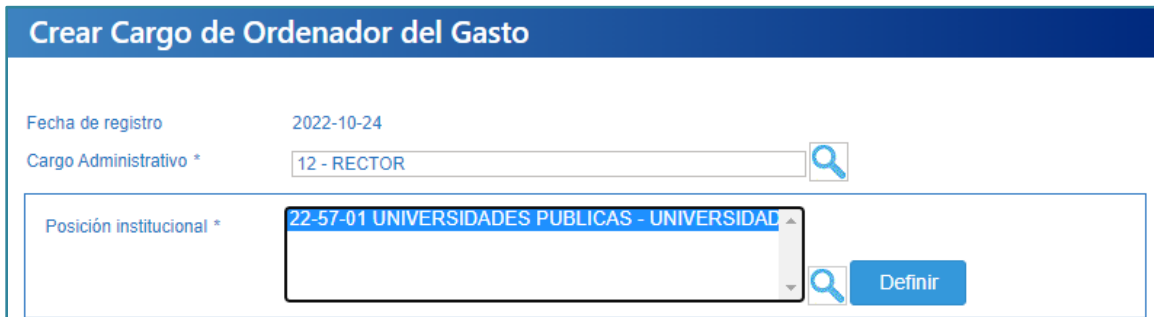 Crear Cargo de Ordenador del Gasto
Fecha de registro 2022-10-24
Cargo Administrativo * 12 - RECTOR
Posición institucional * 22-57-01 UNIVERSIDADES PUBLICAS - UNIVERSIDAD
Definir